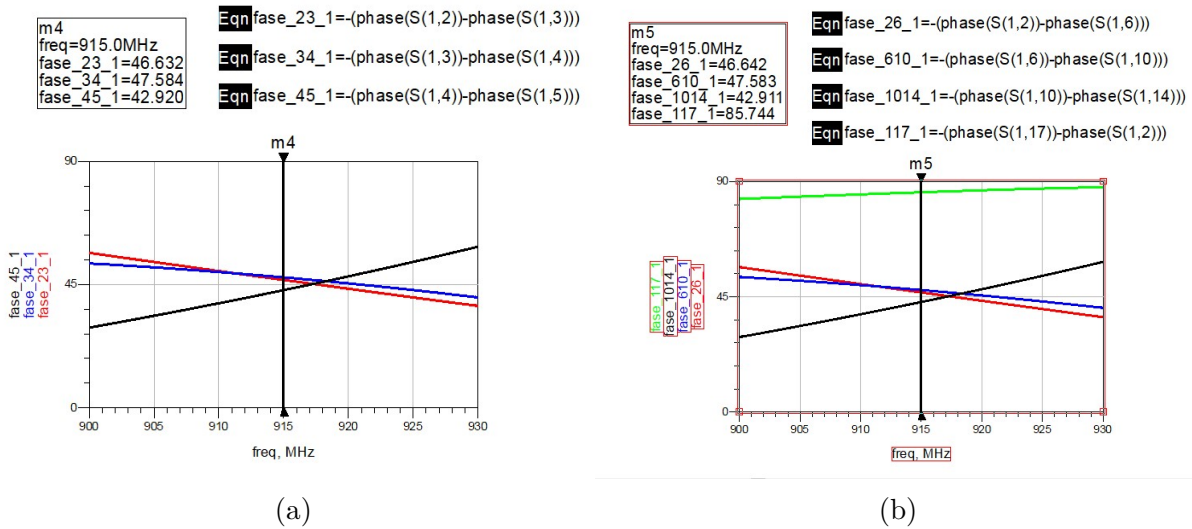 m4
freq=915.0MHz
fase_23_1=46.632
fase_34_1=47.584
fase_45_1=42.920
Eqn fase_23_1=-(phase(S(1,2))-phase(S(1,3)))
Eqn fase_34_1=-(phase(S(1,3))-phase(S(1,4)))
Eqn fase_45_1=-(phase(S(1,4))-phase(S(1,5)))
m4
90
45
0
fase_45_1
fase_34_1
fase_23_1
900 905 910 915 920 925 930
freq, MHz
(a)
m5
freq=915.0MHz
fase_26_1=46.642
fase_610_1=47.583
fase_1014_1=42.911
fase_117_1=85.744
Eqn fase_26_1=-(phase(S(1,2))-phase(S(1,6)))
Eqn fase_610_1=-(phase(S(1,6))-phase(S(1,10)))
Eqn fase_1014_1=-(phase(S(1,10))-phase(S(1,14)))
Eqn fase_117_1=-(phase(S(1,17))-phase(S(1,2)))
m5
90
45
0
fase_117_1
fase_1014_1
fase_610_1
fase_26_1
900 905 910 915 920 925 930
freq, MHz
(b)